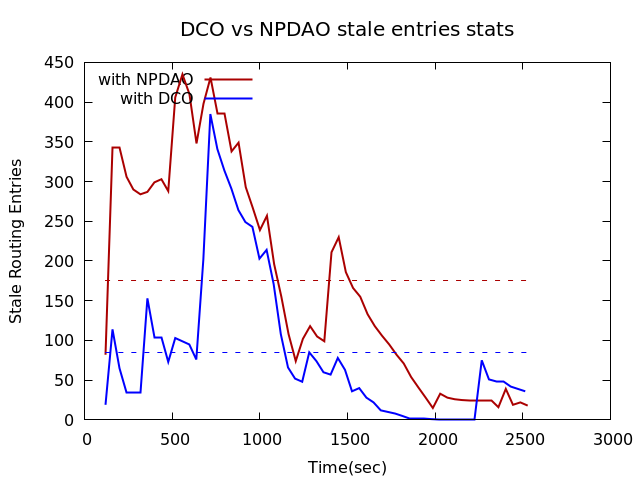 DCO vs NPDAO stale entries stats
450
400
350
300
250
200
150
100
50
0
Stale Routing Entries
with NPDAO
with DCO
0 500 1000 1500 2000 2500 3000
Time(sec)